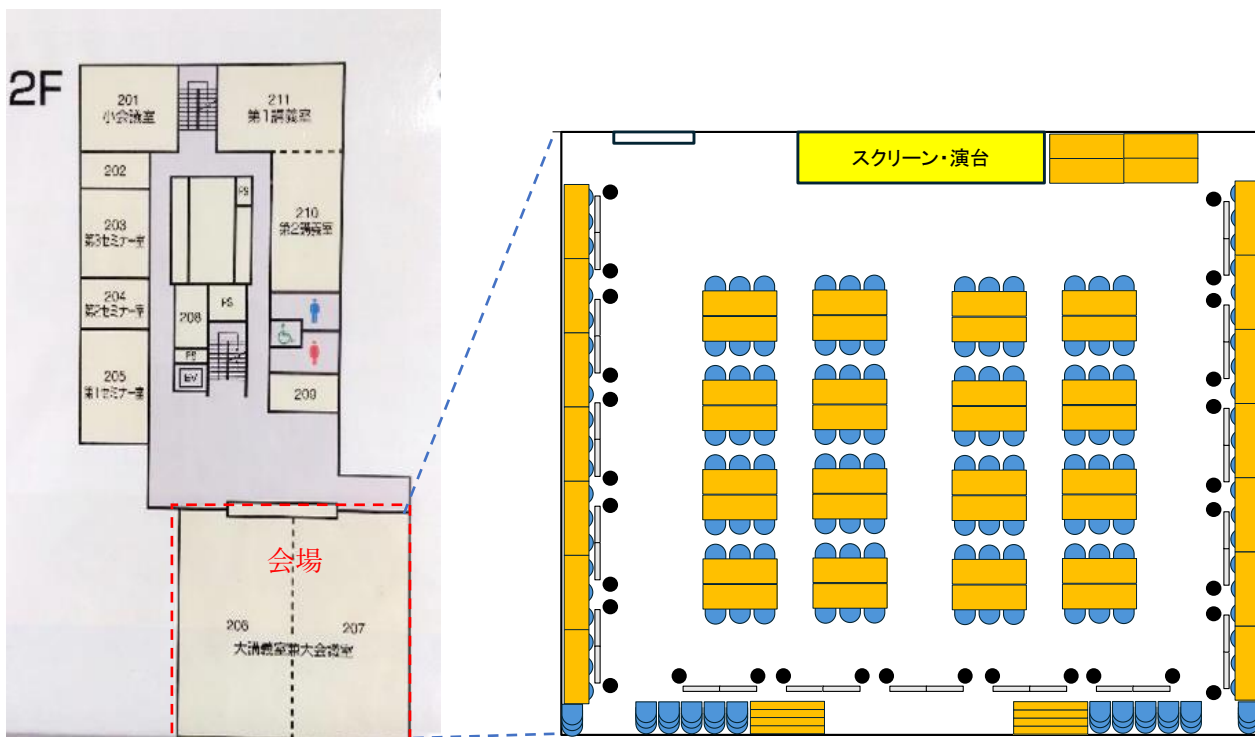 2F
201
小会議室
211
第1講義室
202
PS
203
第3セミナー室
210
第2講義室
204
第2セミナー室
208
PS
205
第1セミナー室
PS
EV
209
会場
206
207
大講義室兼大会議室
スクリーン・演台